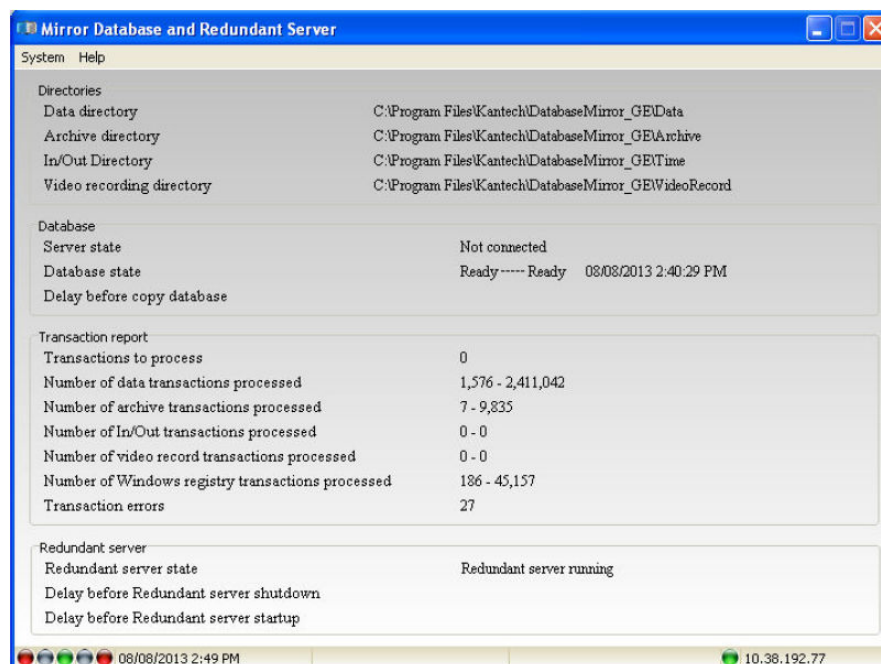 Mirror Database and Redundant Server
System Help
Directories
Data directory C:\Program Files\Kantech\DatabaseMirror_GE\Data
Archive directory C:\Program Files\Kantech\DatabaseMirror_GE\Archive
In/Out Directory C:\Program Files\Kantech\DatabaseMirror_GE\Time
Video recording directory C:\Program Files\Kantech\DatabaseMirror_GE\VideoRecord
Database
Server state Not connected
Database state Ready ----- Ready 08/08/2013 2:40:29 PM
Delay before copy database
Transaction report
Transactions to process 0
Number of data transactions processed 1,576 - 2,411,042
Number of archive transactions processed 7 - 9,835
Number of In/Out transactions processed 0 - 0
Number of video record transactions processed 0 - 0
Number of Windows registry transactions processed 186 - 45,157
Transaction errors 27
Redundant server
Redundant server state Redundant server running
Delay before Redundant server shutdown
Delay before Redundant server startup
08/08/2013 2:49 PM 10.38.192.77